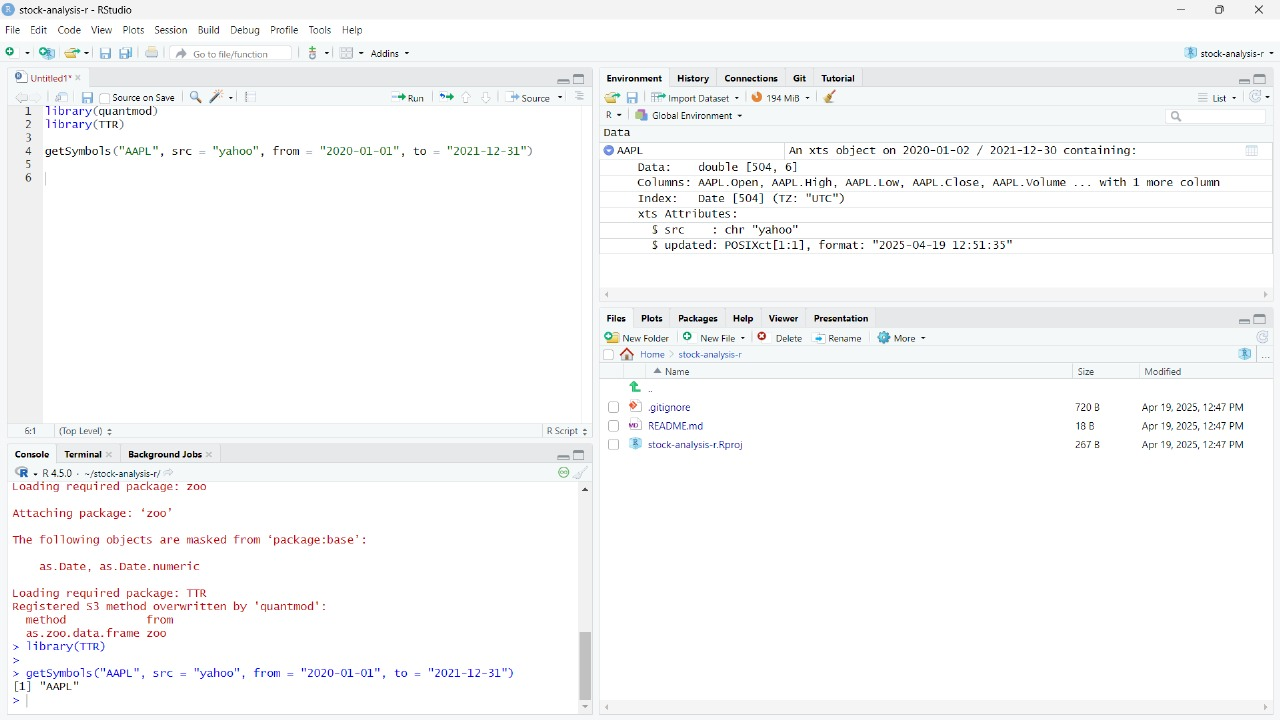 stock-analysis-r - RStudio
File Edit Code View Plots Session Build Debug Profile Tools Help
Go to file/function Addins stock-analysis-r
Untitled1*
Source on Save Run Source
1 library(quantmod)
2 library(TTR)
3
4 getSymbols("AAPL", src = "yahoo", from = "2020-01-01", to = "2021-12-31")
5
6
6:1 (Top Level) R Script
Console Terminal Background Jobs
R 4.5.0 · ~/stock-analysis-r/
Loading required package: zoo
Attaching package: ‘zoo’
The following objects are masked from ‘package:base’:
as.Date, as.Date.numeric
Loading required package: TTR
Registered S3 method overwritten by 'quantmod':
method from
as.zoo.data.frame zoo
> library(TTR)
>
> getSymbols("AAPL", src = "yahoo", from = "2020-01-01", to = "2021-12-31")
[1] "AAPL"
>
Environment History Connections Git Tutorial
Import Dataset 194 MiB List
R Global Environment
Data
AAPL An xts object on 2020-01-02 / 2021-12-30 containing:
Data: double [504, 6]
Columns: AAPL.Open, AAPL.High, AAPL.Low, AAPL.Close, AAPL.Volume ... with 1 more column
Index: Date [504] (TZ: "UTC")
xts Attributes:
$ src : chr "yahoo"
$ updated: POSIXct[1:1], format: "2025-04-19 12:51:35"
Files Plots Packages Help Viewer Presentation
New Folder New File Delete Rename More
Home stock-analysis-r ...
Name Size Modified
..
.gitignore 720 B Apr 19, 2025, 12:47 PM
README.md 18 B Apr 19, 2025, 12:47 PM
stock-analysis-r.Rproj 267 B Apr 19, 2025, 12:47 PM